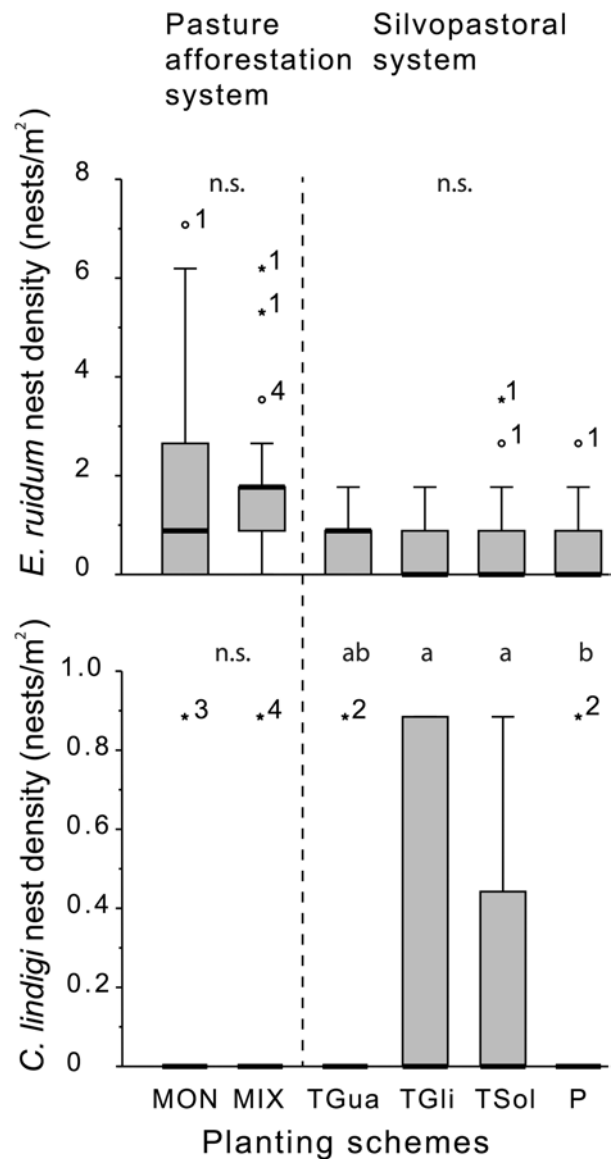 Pasture
afforestation
system
Silvopastoral
system
E. ruidum nest density (nests/m²)
8
6
4
2
0
n.s.
n.s.
°1
*1
*1
°4
*1
°1
°1
C. lindigi nest density (nests/m²)
1.0
0.8
0.6
0.4
0.2
0
n.s.
ab
a
a
b
*3
*4
*2
*2
MON MIX TGua TGli TSol P
Planting schemes